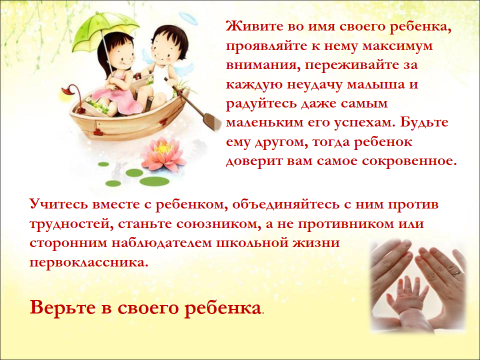 Живите во имя своего ребенка,
проявляйте к нему максимум
внимания, переживайте за
каждую неудачу малыша и
радуйтесь даже самым
маленьким его успехам. Будьте
ему другом, тогда ребенок
доверит вам самое сокровенное.
Учитесь вместе с ребенком, объединяйтесь с ним против
трудностей, станьте союзником, а не противником или
сторонним наблюдателем школьной жизни
первоклассника.
Верьте в своего ребенка.